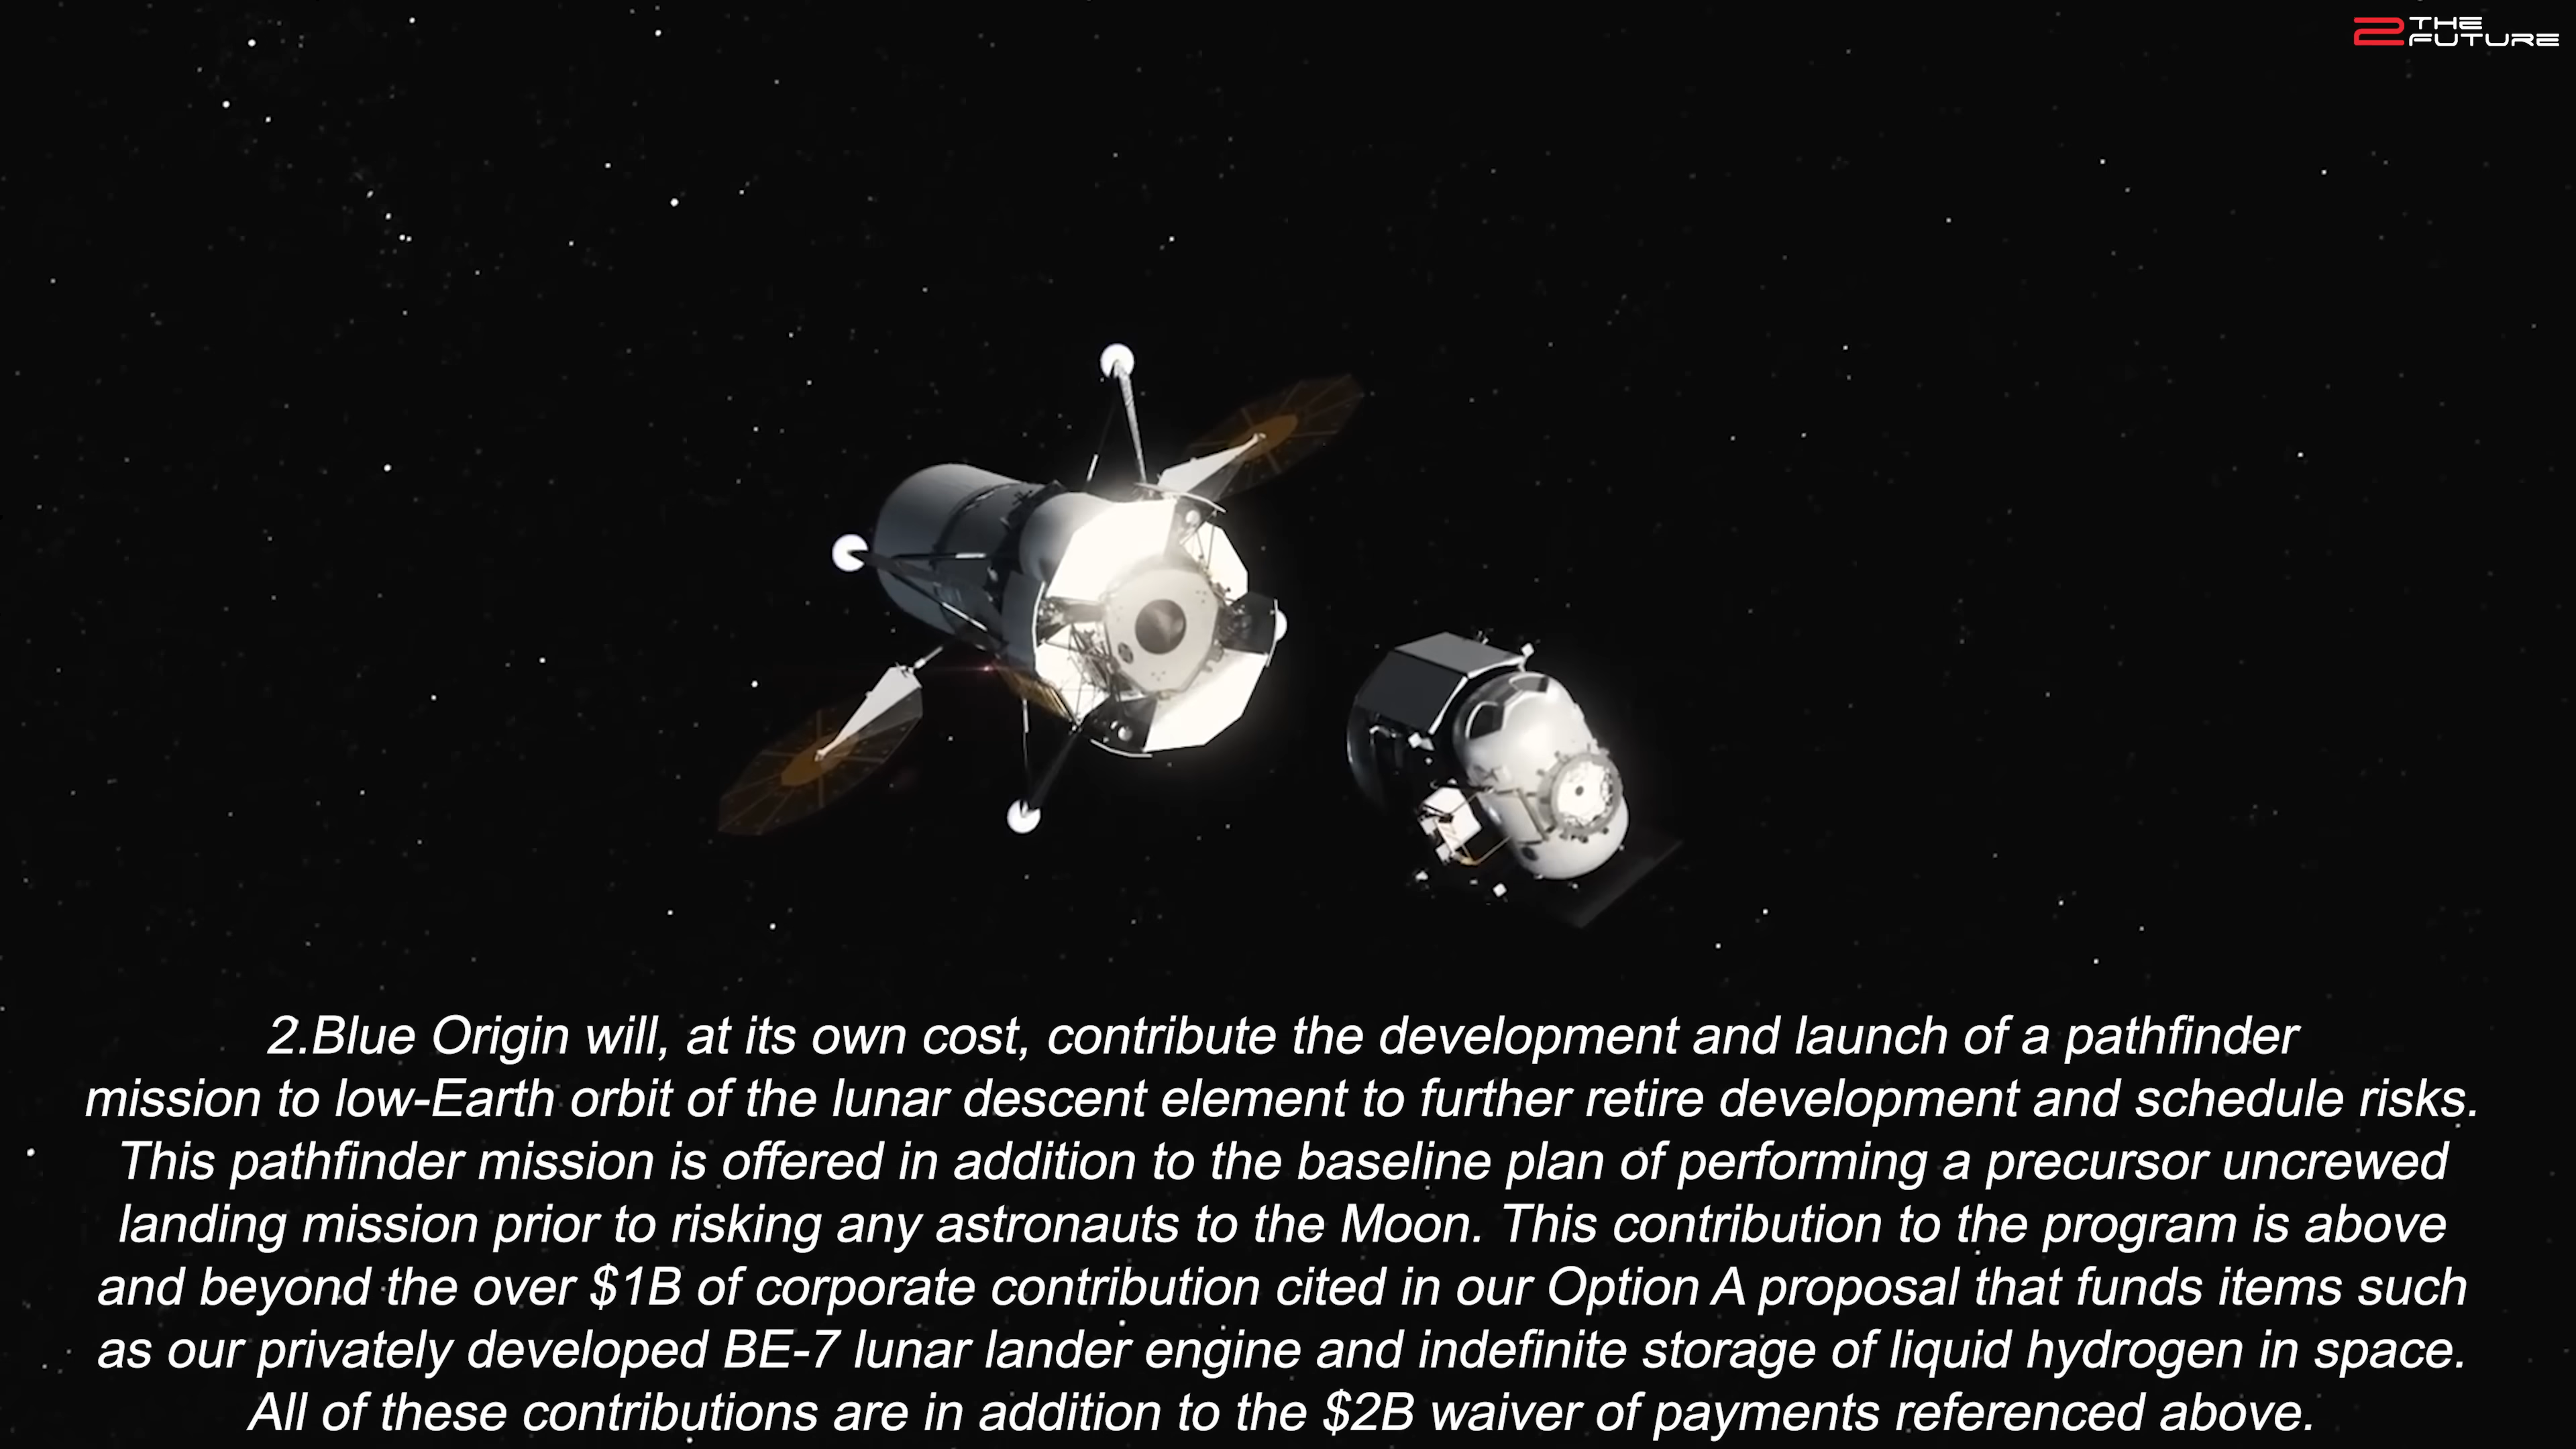 2 THE
FUTURE
2.Blue Origin will, at its own cost, contribute the development and launch of a pathfinder
mission to low-Earth orbit of the lunar descent element to further retire development and schedule risks.
This pathfinder mission is offered in addition to the baseline plan of performing a precursor uncrewed
landing mission prior to risking any astronauts to the Moon. This contribution to the program is above
and beyond the over $1B of corporate contribution cited in our Option A proposal that funds items such
as our privately developed BE-7 lunar lander engine and indefinite storage of liquid hydrogen in space.
All of these contributions are in addition to the $2B waiver of payments referenced above.